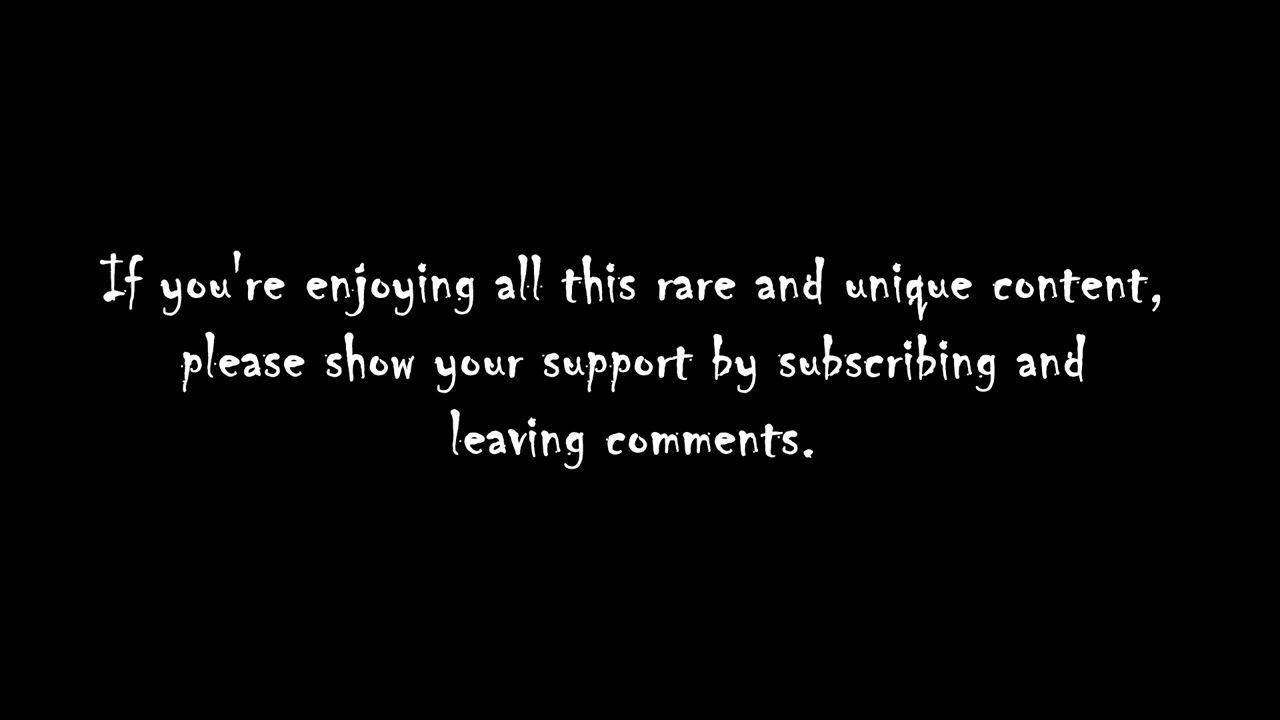 If you're enjoying all this rare and unique content,
please show your support by subscribing and
leaving comments.